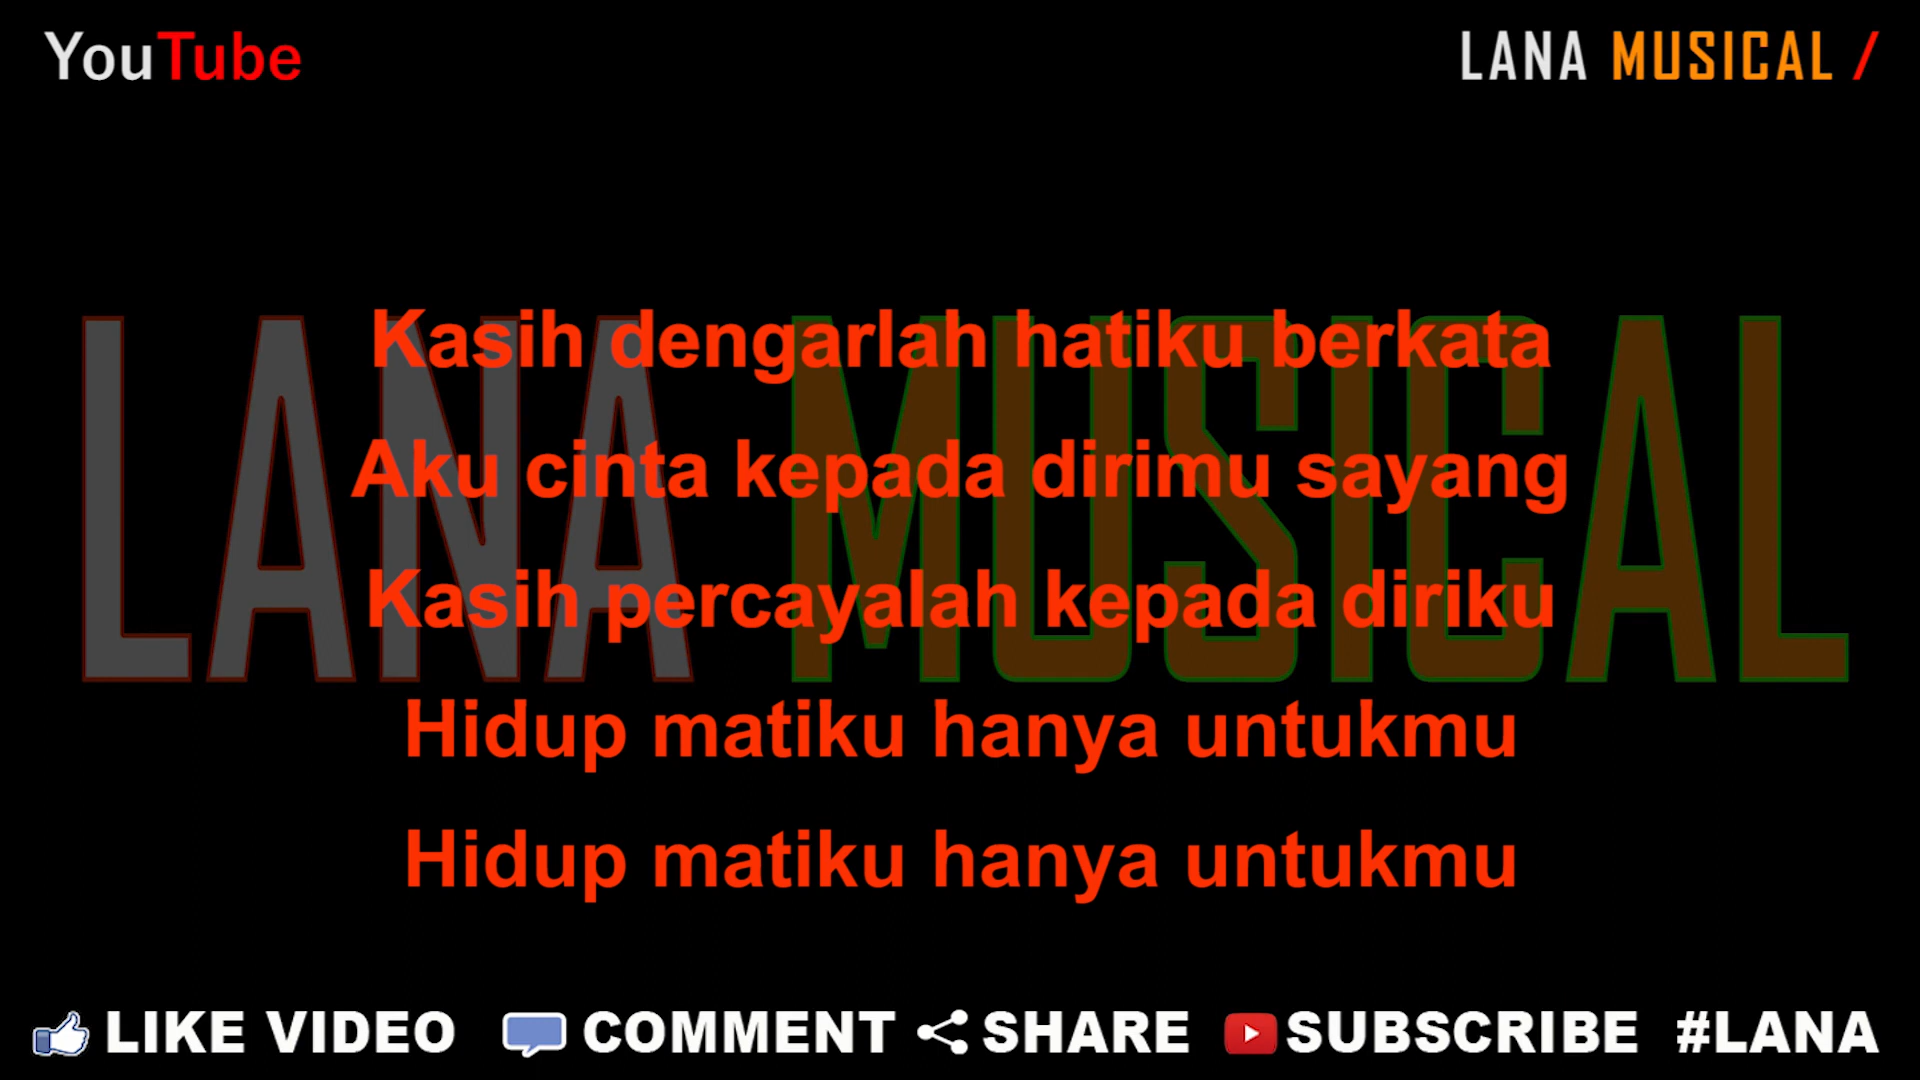 YouTube
LANA MUSICAL /
LANA MUSICAL
Kasih dengarlah hatiku berkata
Aku cinta kepada dirimu sayang
Kasih percayalah kepada diriku
Hidup matiku hanya untukmu
Hidup matiku hanya untukmu
LIKE VIDEO COMMENT SHARE SUBSCRIBE #LANA